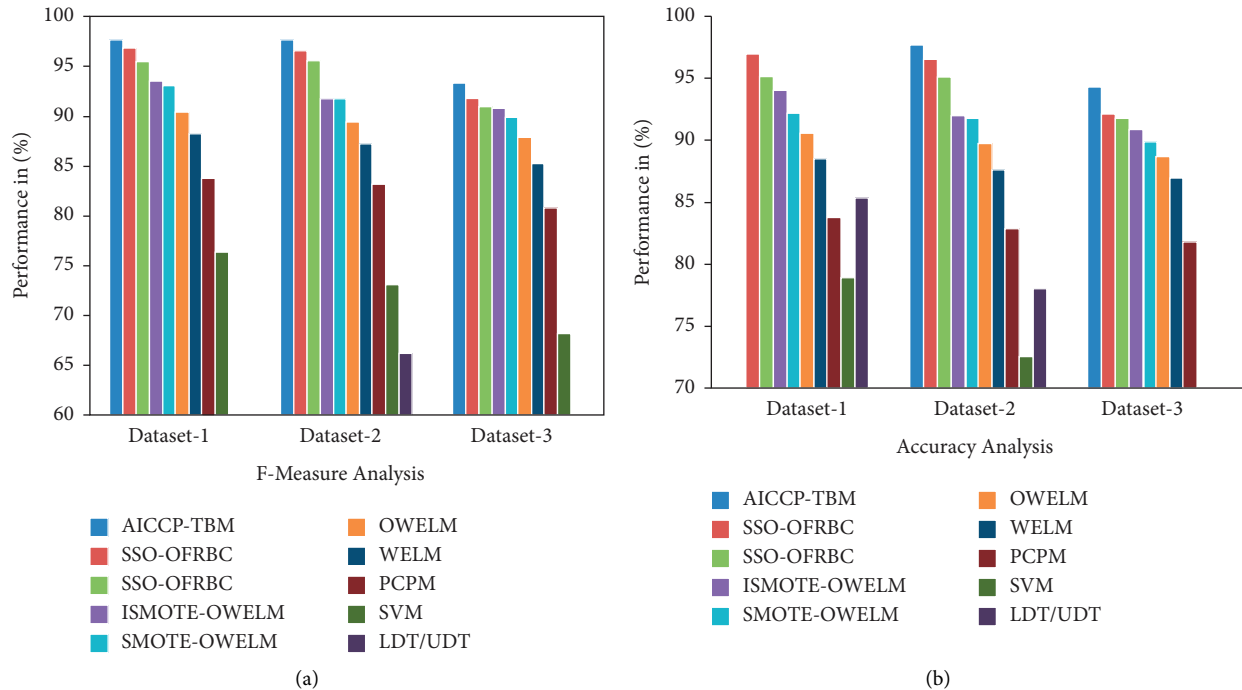 100
95
90
85
80
75
70
65
60
Performance in (%)
Dataset-1
Dataset-2
Dataset-3
F-Measure Analysis
AICCP-TBM
SSO-OFRBC
SSO-OFRBC
ISMOTE-OWELM
SMOTE-OWELM
OWELM
WELM
PCPM
SVM
LDT/UDT
(a)
100
95
90
85
80
75
70
Performance in (%)
Dataset-1
Dataset-2
Dataset-3
Accuracy Analysis
AICCP-TBM
SSO-OFRBC
SSO-OFRBC
ISMOTE-OWELM
SMOTE-OWELM
OWELM
WELM
PCPM
SVM
LDT/UDT
(b)